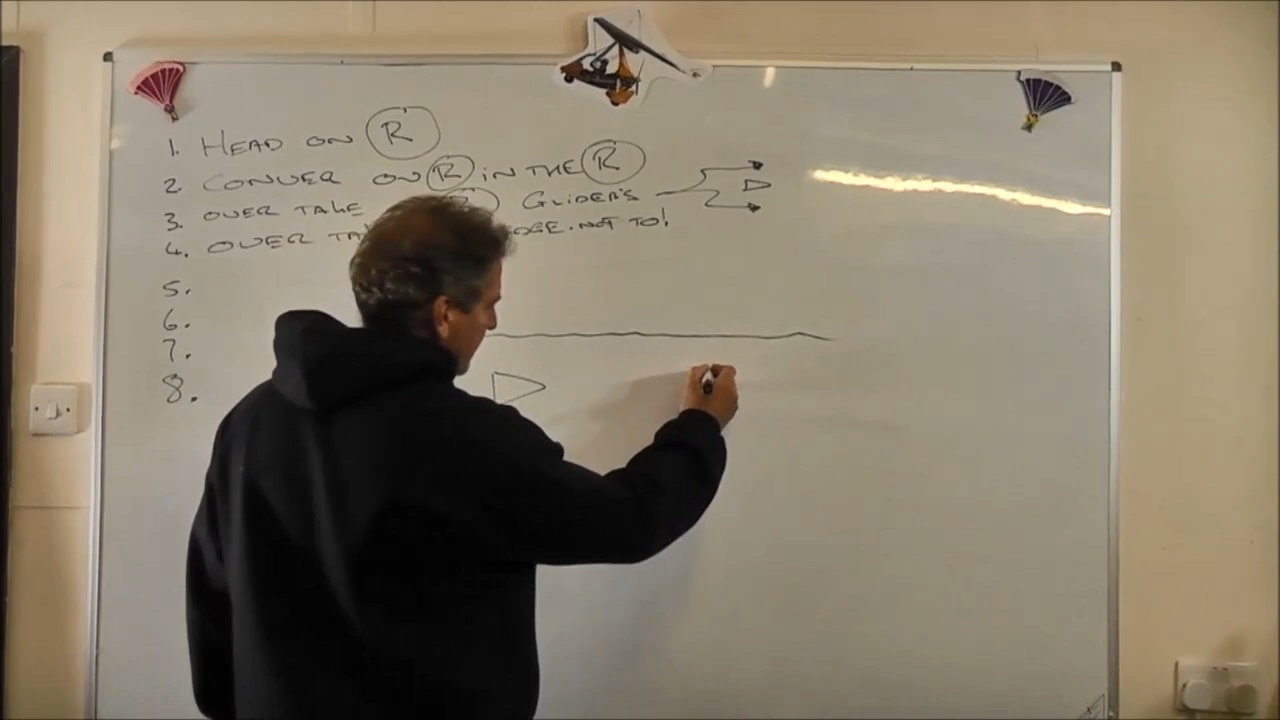 1. HEAD ON R
2. CONVER ON R IN THE R
3. OVER TAKE R GLIDER'S
4. OVER NOT TO!
5.
6.
7.
8.